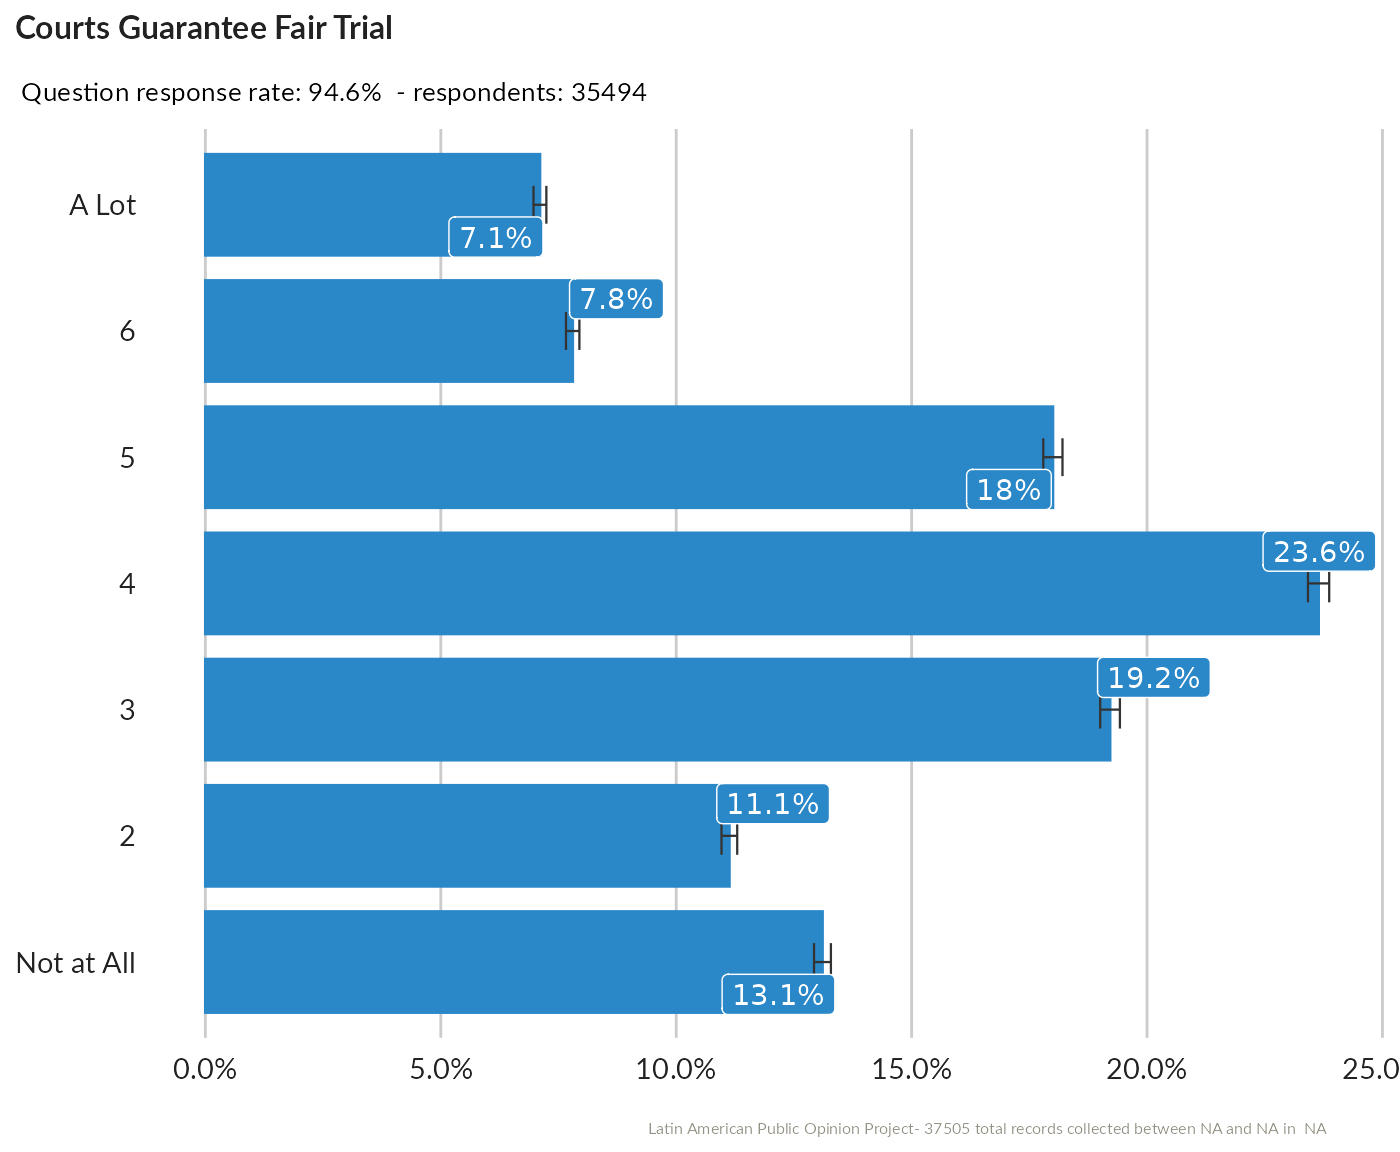 Courts Guarantee Fair Trial
Question response rate: 94.6%  - respondents: 35494
A Lot
7.1%
7.8%
6
5
18%
23.6%
4
19.2%
3
11.1%
2
Not at All
13.1%
0.0% 5.0% 10.0% 15.0% 20.0% 25.0
Latin American Public Opinion Project- 37505 total records collected between NA and NA in  NA